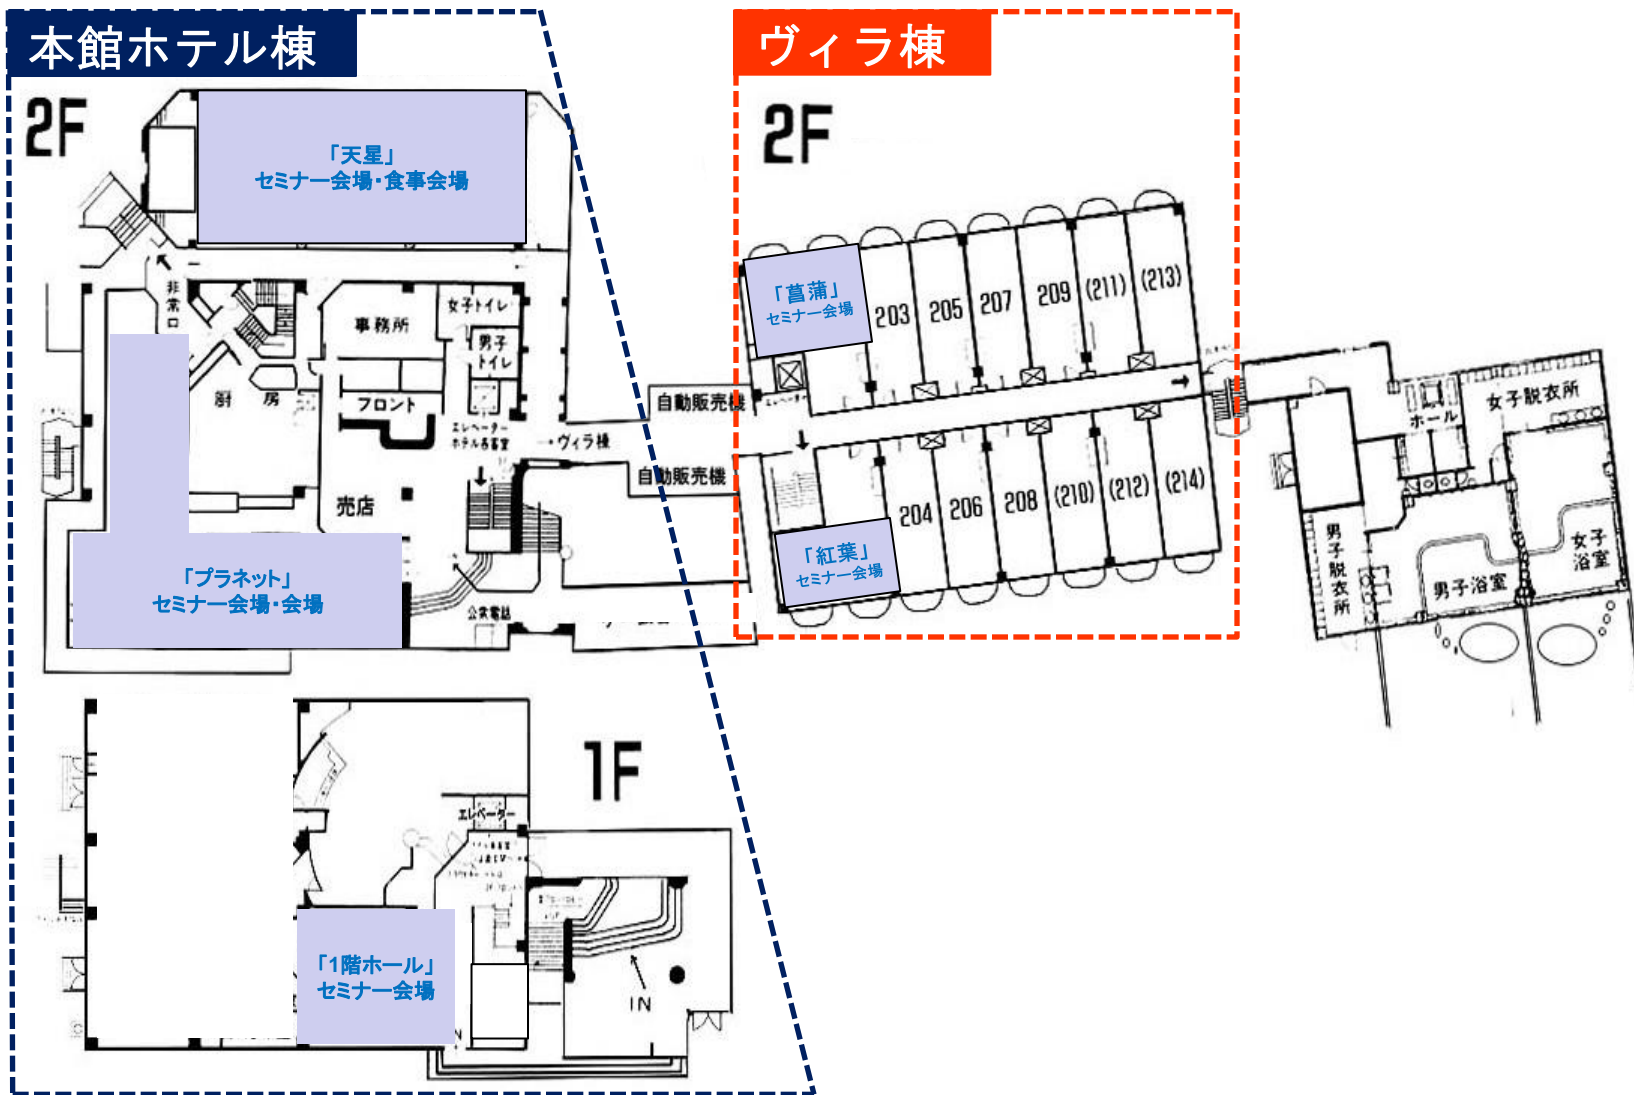 本館ホテル棟
2F
「天星」
セミナー会場・食事会場
非常口
事務所
女子トイレ
男子
トイレ
厨房
フロント
エレベーター
ホテル各客室
→ヴィラ棟
自動販売機
自動販売機
売店
「プラネット」
セミナー会場・会場
公衆電話
1F
エレベーター
「1階ホール」
セミナー会場
IN
ヴィラ棟
2F
「菖蒲」
セミナー会場
203
205
207
209
(211)
(213)
エレベーター
204
206
208
(210)
(212)
(214)
「紅葉」
セミナー会場
ホール
女子脱衣所
男子脱衣所
男子浴室
女子
浴室